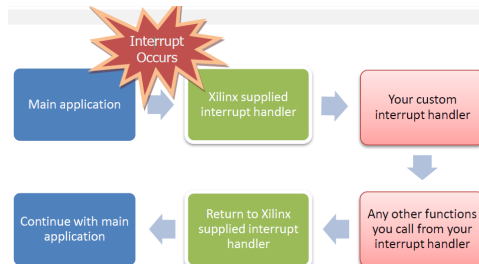 Interrupt
Occurs
Main application
Xilinx supplied
interrupt handler
Your custom
interrupt handler
Any other functions
you call from your
interrupt handler
Return to Xilinx
supplied interrupt
handler
Continue with main
application